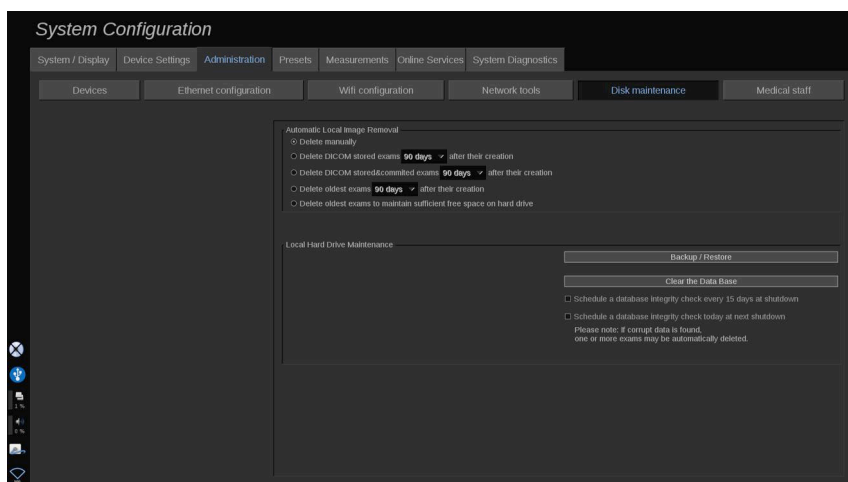 System Configuration
System / Display Device Settings Administration Presets Measurements Online Services System Diagnostics
Devices Ethernet configuration Wifi configuration Network tools Disk maintenance Medical staff
Automatic Local Image Removal
Delete manually
Delete DICOM stored exams 90 days after their creation
Delete DICOM stored&commited exams 90 days after their creation
Delete oldest exams 90 days after their creation
Delete oldest exams to maintain sufficient free space on hard drive
Local Hard Drive Maintenance
Backup / Restore
Clear the Data Base
Schedule a database integrity check every 15 days at shutdown
Schedule a database integrity check today at next shutdown
Please note: If corrupt data is found,
one or more exams may be automatically deleted.
1 %
0 %